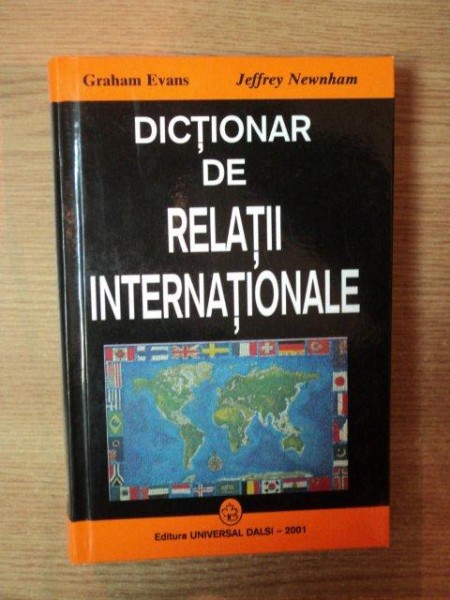 Graham Evans Jeffrey Newnham
DICȚIONAR
DE
RELAȚII
INTERNAȚIONALE
Editura UNIVERSAL DALSI – 2001